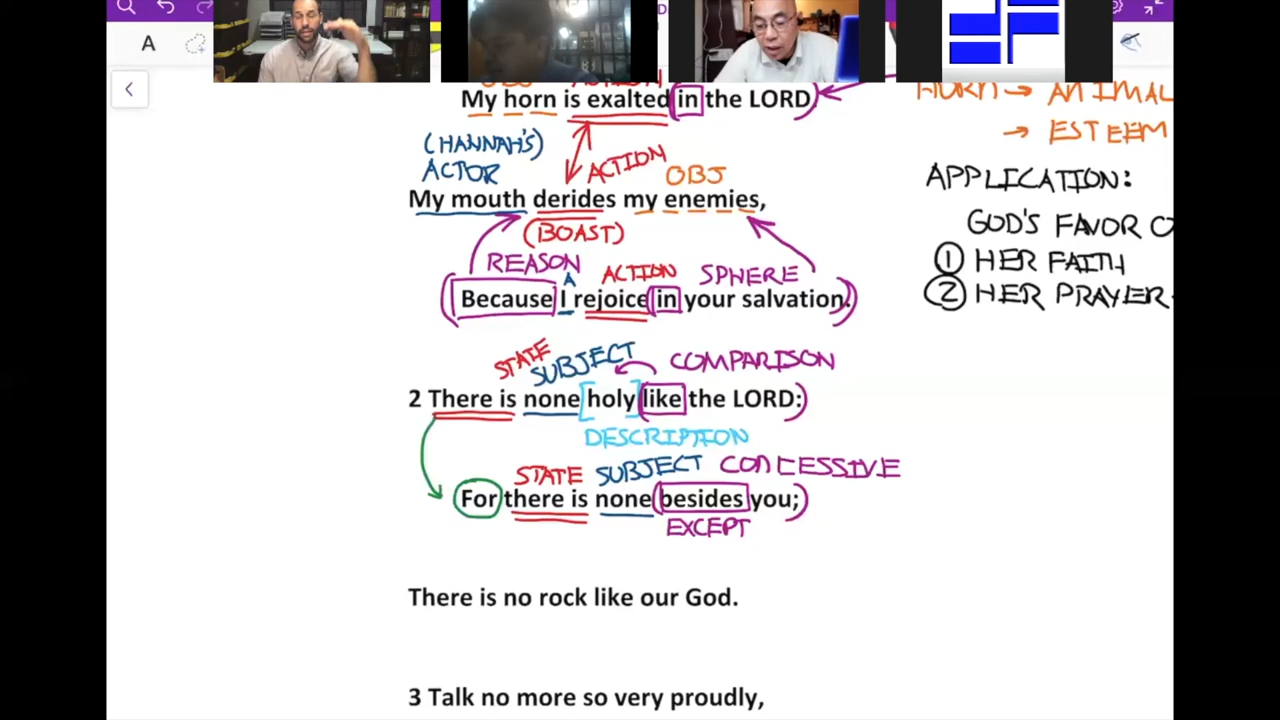 A
My horn is exalted in the LORD)
HORN → ANIMAL
→ ESTEEM
(HANNAH'S)
ACTOR
ACTION
OBJ
My mouth derides my enemies,
(BOAST)
APPLICATION:
GOD'S FAVOR
① HER FAITH
② HER PRAYER
REASON
A
ACTION
SPHERE
(Because I rejoice (in your salvation.)
STATE
SUBJECT
COMPARISON
2 There is none [holy] (like the LORD:)
DESCRIPTION
STATE
SUBJECT
CONCESSIVE
For there is none (besides you;)
EXCEPT
There is no rock like our God.
3 Talk no more so very proudly,